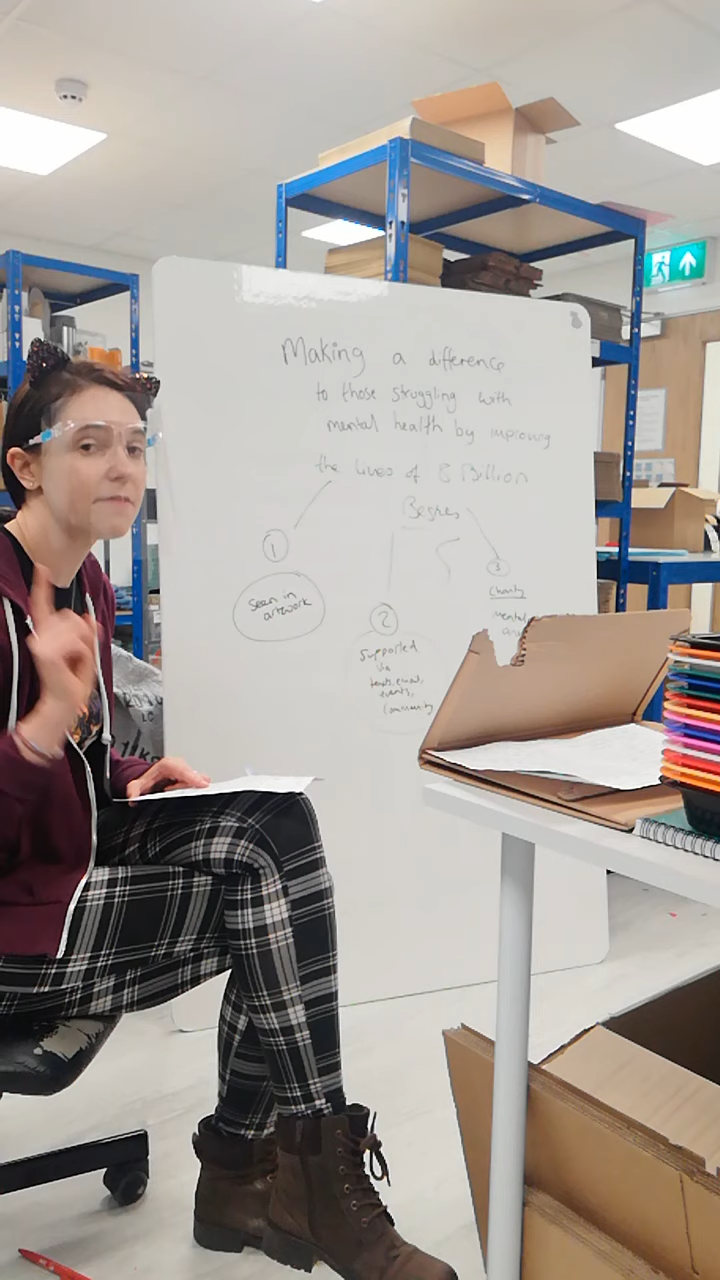 Making a difference
to those struggling with
mental health by improving
the lives of 8 Billion
1
Seen in
artwork
2
Supported
via
events,
Community
3
Charity
mental